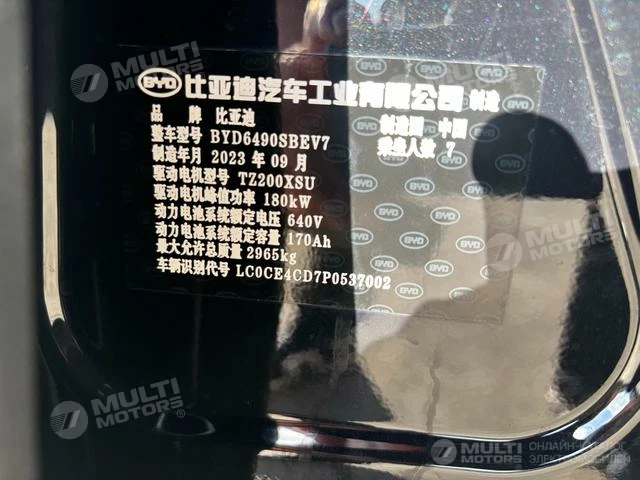 BYD 比亚迪汽车工业有限公司 制造
品 牌 比亚迪 制造国 中国
整车型号 BYD6490SBEV7 乘坐人数 7
制造年月 2023 年 09 月
驱动电机型号 TZ200XSU
驱动电机峰值功率 180kW
动力电池系统额定电压 640V
动力电池系统额定容量 170Ah
最大允许总质量 2965kg
车辆识别代号 LC0CE4CD7P0537002
MULTI MOTORS®
MULTI MOTORS®
MULTI MOTORS®
MULTI MOTORS
ОНЛАЙН-КАТАЛОГ
ЭЛЕКТРОМОБИЛЕЙ